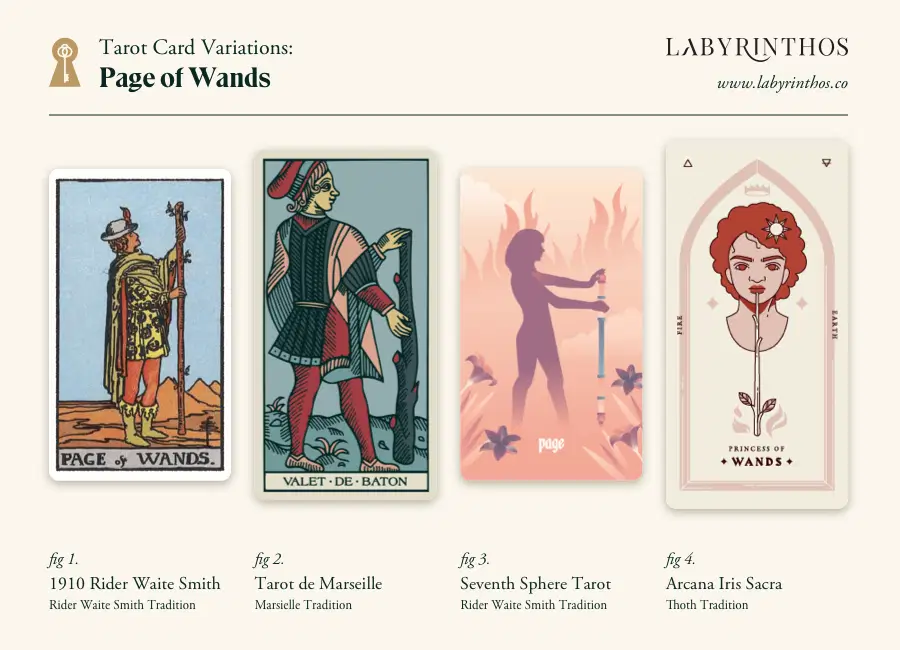 Tarot Card Variations:
Page of Wands
LABYRINTHOS
www.labyrinthos.co
PAGE of WANDS.
VALET · DE · BATON
page
FIRE
EARTH
PRINCESS OF
WANDS
fig 1.
1910 Rider Waite Smith
Rider Waite Smith Tradition
fig 2.
Tarot de Marseille
Marsielle Tradition
fig 3.
Seventh Sphere Tarot
Rider Waite Smith Tradition
fig 4.
Arcana Iris Sacra
Thoth Tradition